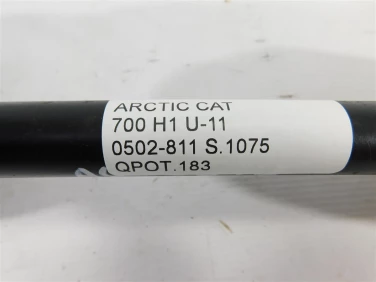 ARCTIC CAT
700 H1 U-11
0502-811 S.1075
QPOT.183